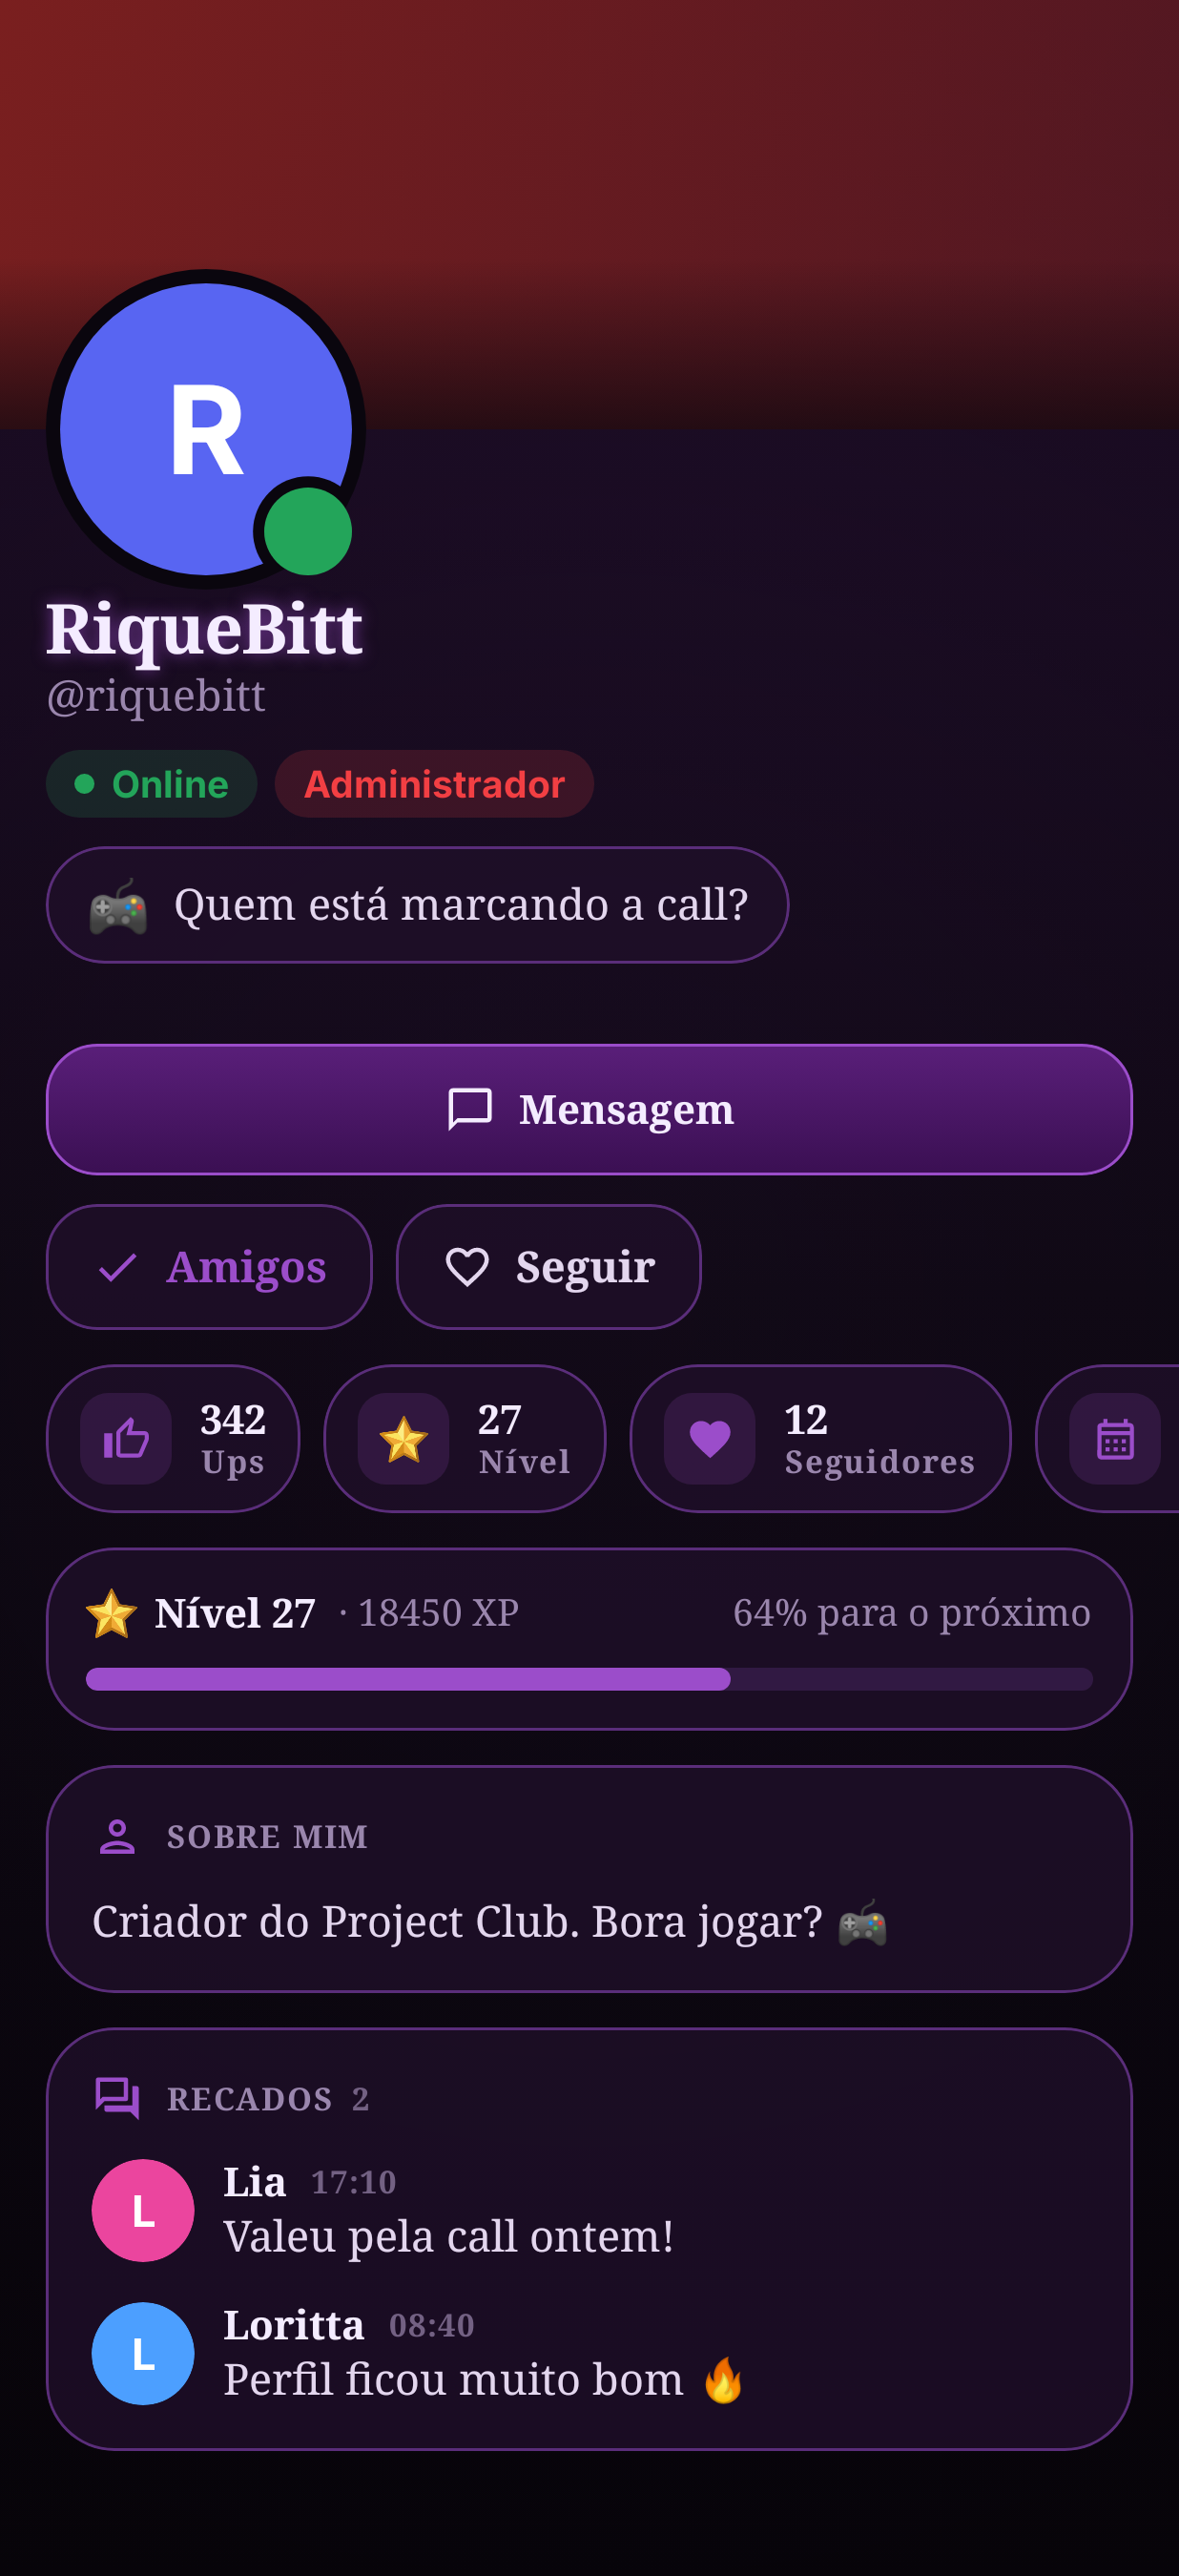 R
RiqueBitt
@riquebitt
Online Administrador
🎮 Quem está marcando a call?
Mensagem
Amigos Seguir
342 27 12
Ups Nível Seguidores
⭐ Nível 27 · 18450 XP 64% para o próximo
SOBRE MIM
Criador do Project Club. Bora jogar? 🎮
RECADOS 2
L
Lia 17:10
Valeu pela call ontem!
L
Loritta 08:40
Perfil ficou muito bom 🔥